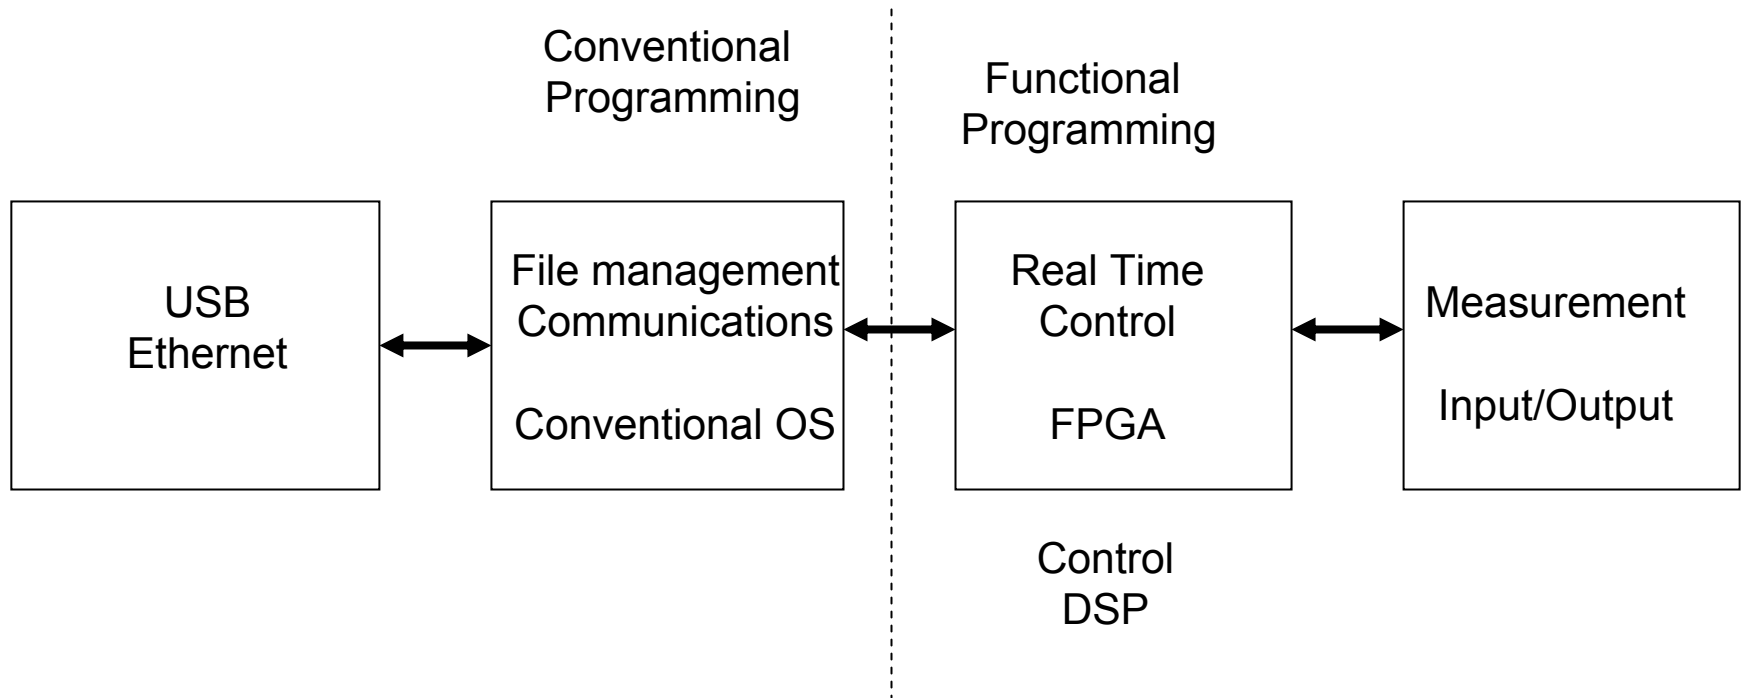 Conventional
Programming
Functional
Programming
USB
Ethernet
File management
Communications
Conventional OS
Real Time
Control
FPGA
Measurement
Input/Output
Control
DSP